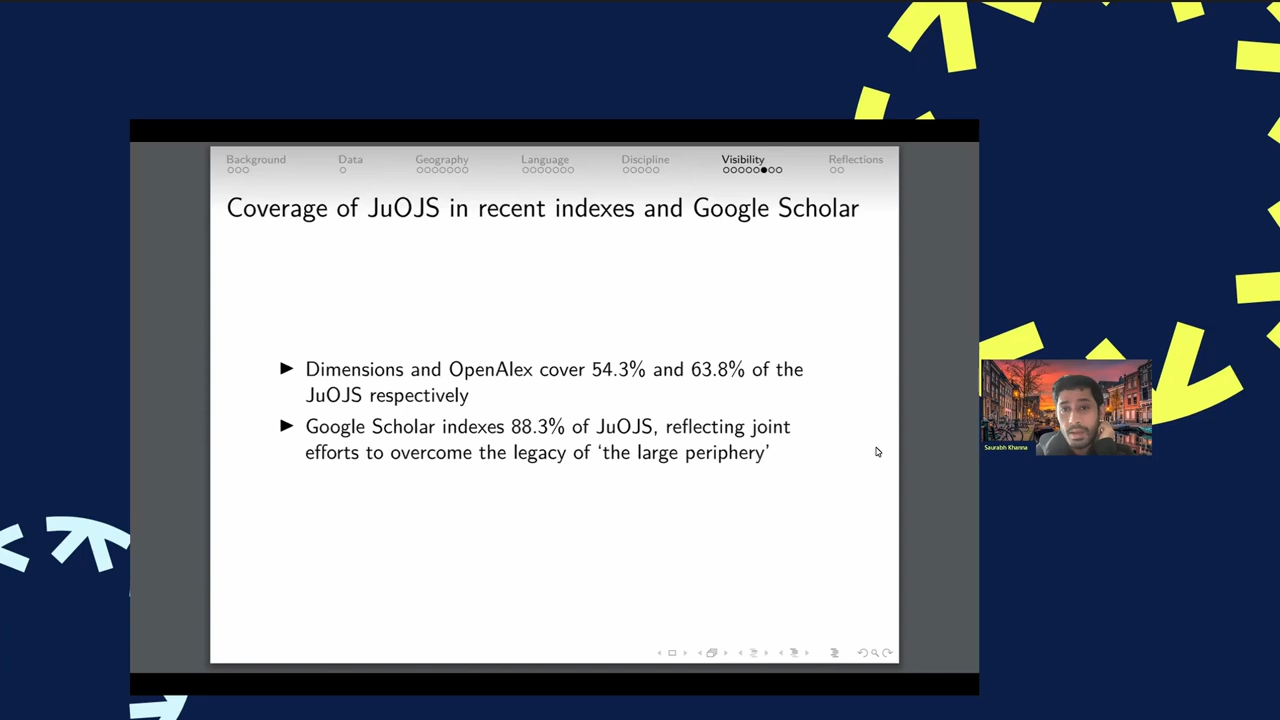 Background Data Geography Language Discipline Visibility Reflections
Coverage of JuOJS in recent indexes and Google Scholar
▶ Dimensions and OpenAlex cover 54.3% and 63.8% of the
JuOJS respectively
▶ Google Scholar indexes 88.3% of JuOJS, reflecting joint
efforts to overcome the legacy of ‘the large periphery’
Saurabh Khanna